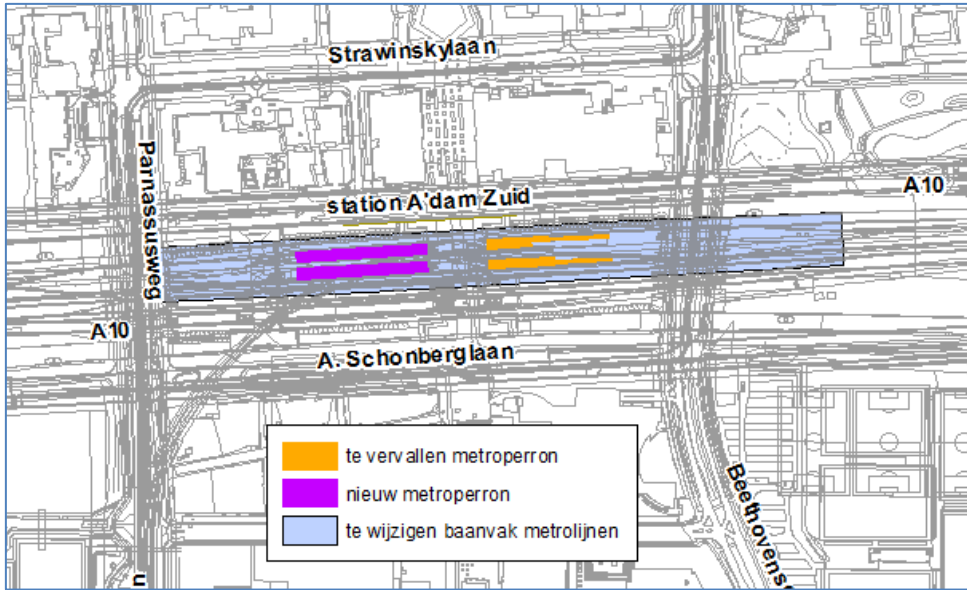 Strawinskylaan
Parnassusweg
station A'dam Zuid
A10
A10
A. Schonberglaan
te vervallen metroperron
nieuw metroperron
te wijzigen baanvak metrolijnen
Beethovens
n